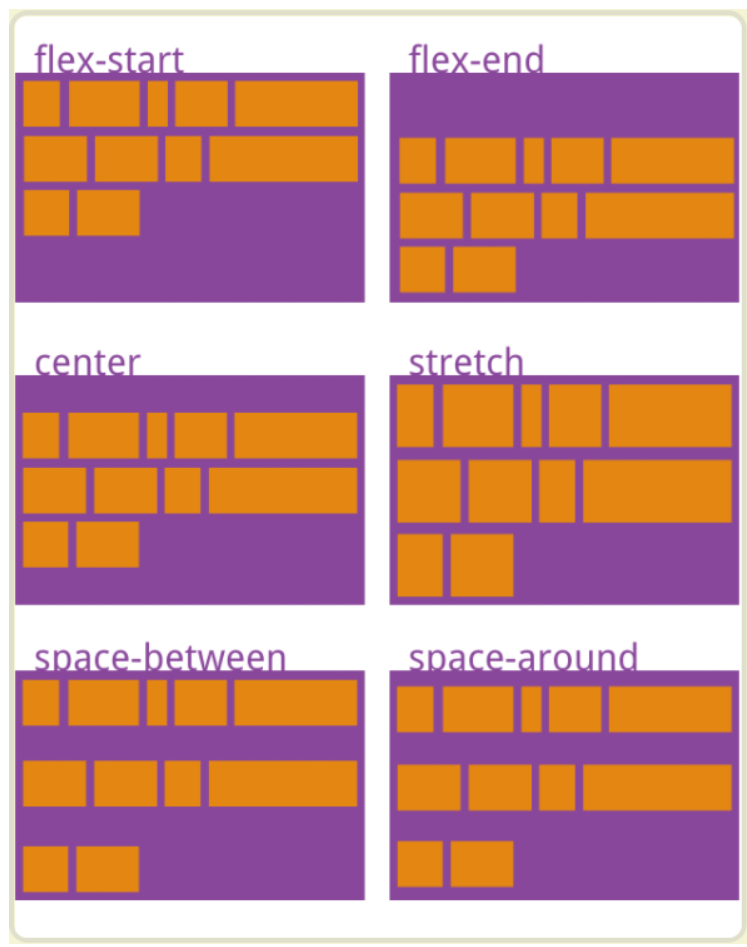 flex-start
flex-end
center
stretch
space-between
space-around